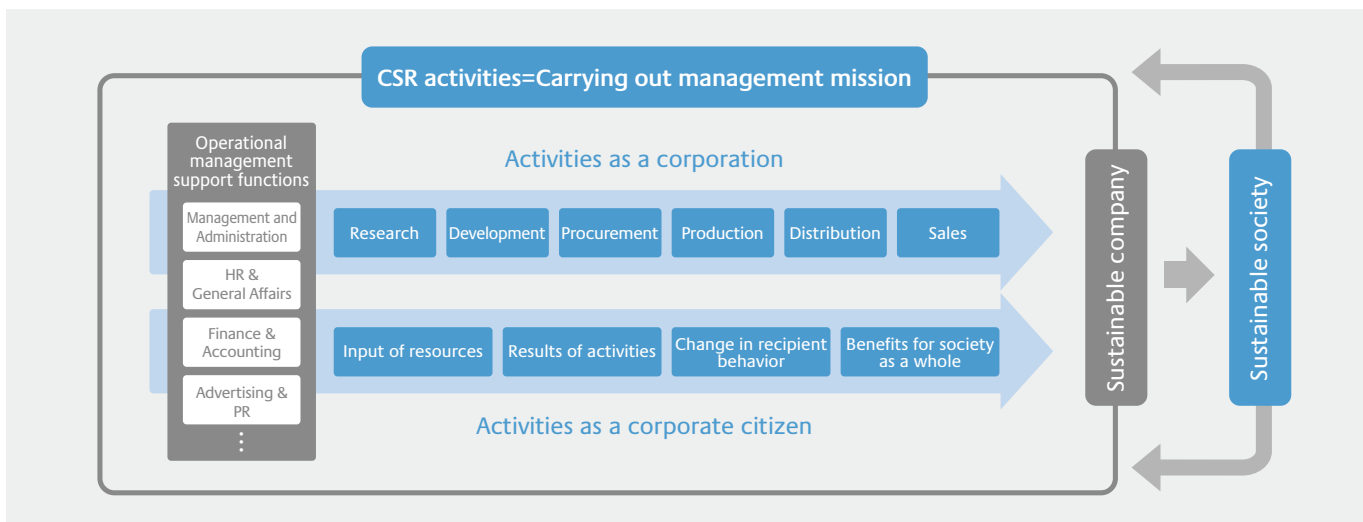 CSR activities=Carrying out management mission
Operational
management
support functions
Management and
Administration
HR &
General Affairs
Finance &
Accounting
Advertising &
PR
⋮
Activities as a corporation
Research
Development
Procurement
Production
Distribution
Sales
Input of resources
Results of activities
Change in recipient
behavior
Benefits for society
as a whole
Activities as a corporate citizen
Sustainable company
Sustainable society